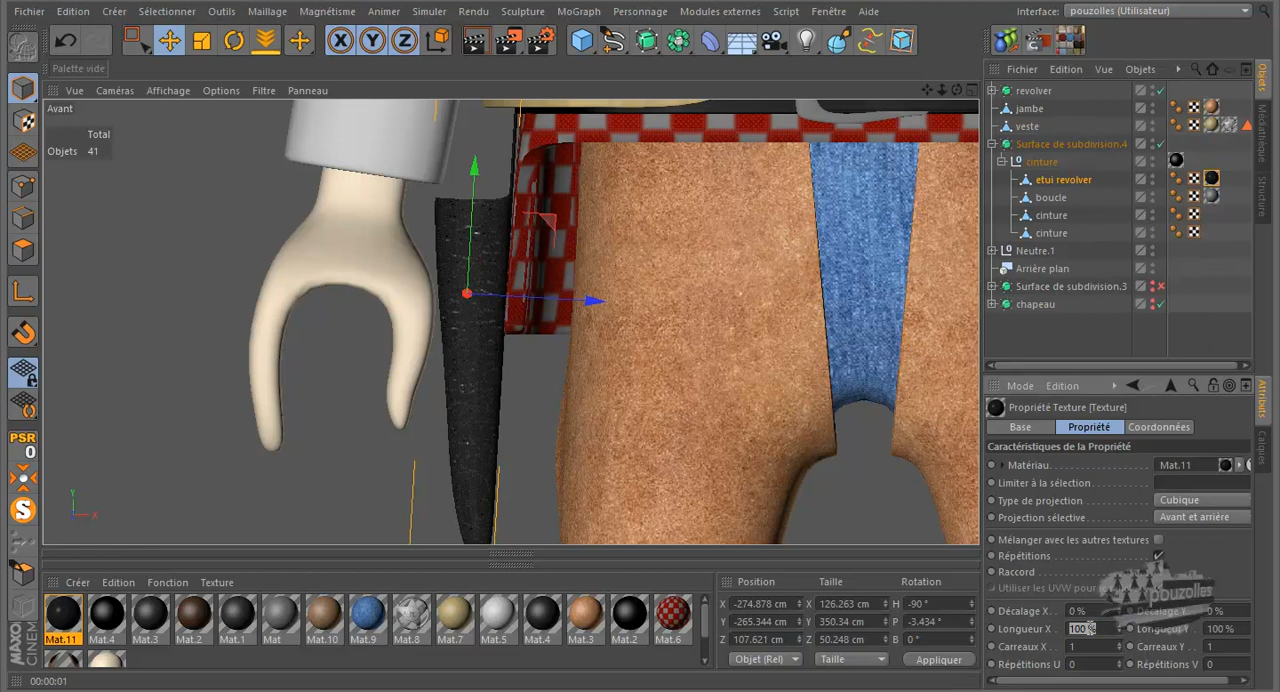 Fichier Edition Créer Sélectionner Outils Maillage Magnétisme Animer Simuler Rendu Sculpture MoGraph Personnage Modules externes Script Fenêtre Aide Interface: pouzolles (Utilisateur)
Palette vide
Vue Caméras Affichage Options Filtre Panneau
Avant
Total
Objets 41
Y
X
Fichier Edition Vue Objets
revolver
jambe
veste
Surface de subdivision.4
cinture
etui revolver
boucle
cinture
cinture
Neutre.1
Arrière plan
Surface de subdivision.3
chapeau
Objets
Médiathèque
Structure
Mode Edition
Attributs
Calques
Propriété Texture [Texture]
Base Propriété Coordonnées
Caractéristiques de la Propriété
Matériau Mat.11
Limiter à la sélection
Type de projection Cubique
Projection sélective Avant et arrière
Mélanger avec les autres textures
Répétitions
Raccord
Utiliser les UVW pour
pouzolles
Décalage X 0 % Décalage Y 0 %
Longueur X 100 % Longueur Y 100 %
Carreaux X 1 Carreaux Y 1
Répétitions U 0 Répétitions V 0
PSR
0
S
MAXON
CINEMA
Créer Edition Fonction Texture
Mat.11 Mat.4 Mat.3 Mat.2 Mat.1 Mat Mat.10 Mat.9 Mat.8 Mat.7 Mat.5 Mat.4 Mat.3 Mat.2 Mat.6
Position Taille Rotation
X -274.878 cm X 126.263 cm H -90 °
Y -265.344 cm Y 350.34 cm P -3.434 °
Z 107.621 cm Z 50.248 cm B 0 °
Objet (Rel) Taille Appliquer
00:00:01